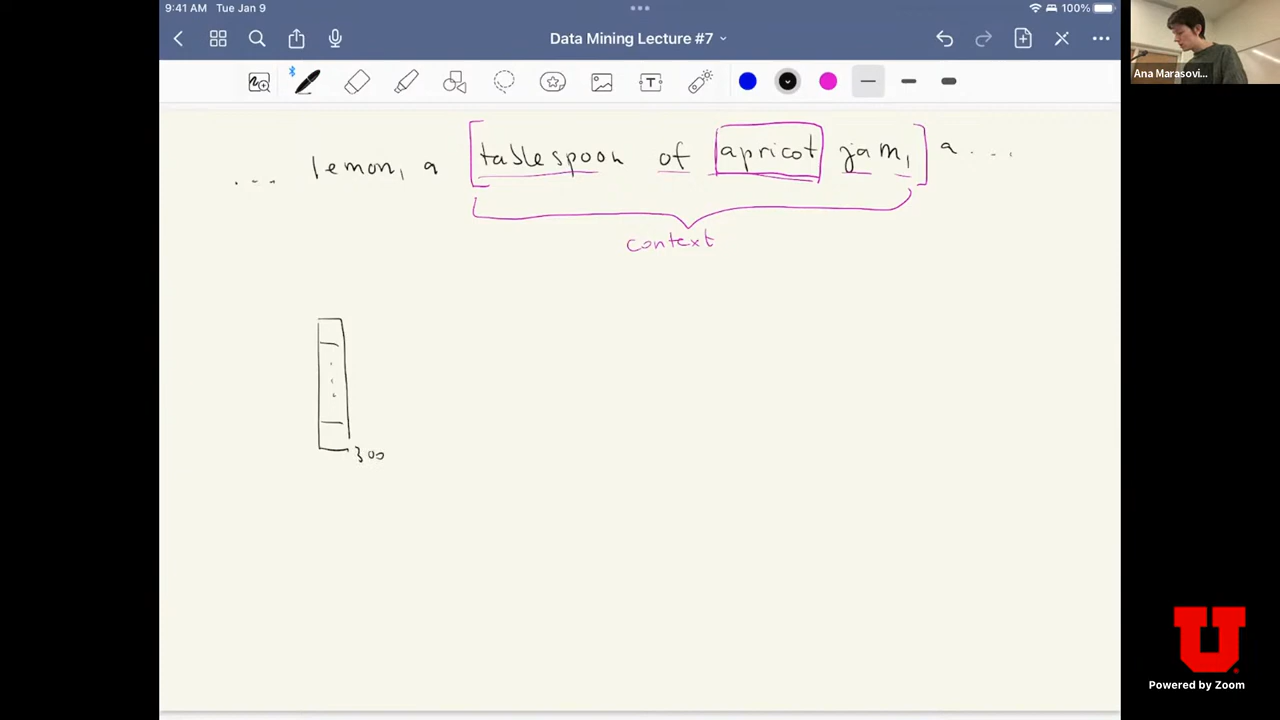 9:41 AM Tue Jan 9
100%
Data Mining Lecture #7
Ana Marasovi...
... lemon, a [tablespoon of apricot jam,] a ...
context
300
U
Powered by Zoom